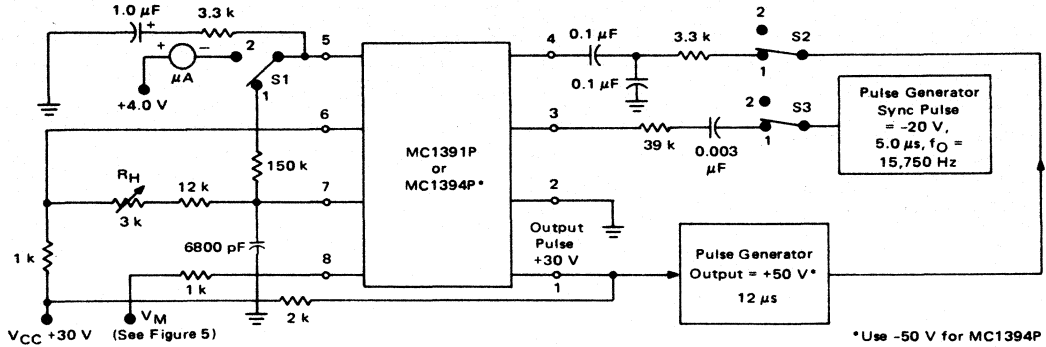 1.0 μF
+
3.3 k
5
+
−
μA
2
S1
1
+4.0 V
6
150 k
RH
3 k
12 k
7
1 k
6800 pF
8
1 k
2 k
VCC +30 V
VM
(See Figure 5)
MC1391P
or
MC1394P*
4
0.1 μF
0.1 μF
3.3 k
2
1
S2
3
39 k
0.003
μF
2
1
S3
Pulse Generator
Sync Pulse
= -20 V,
5.0 μs, fO =
15,750 Hz
2
Output
Pulse
+30 V
1
Pulse Generator
Output = +50 V*
12 μs
*Use -50 V for MC1394P